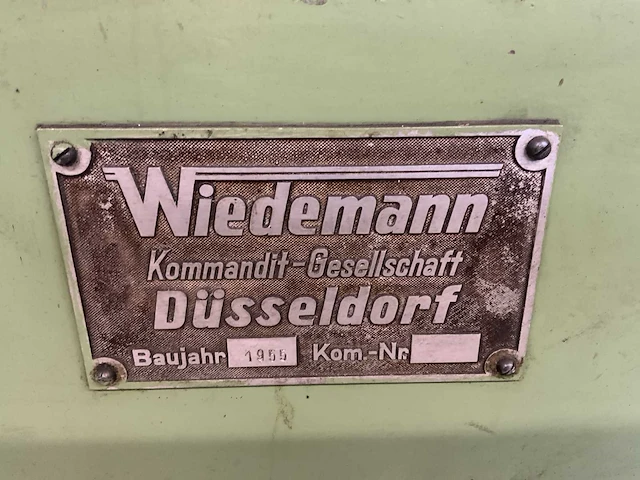 Wiedemann
Kommandit-Gesellschaft
Düsseldorf
Baujahr 1955 Kom.-Nr.